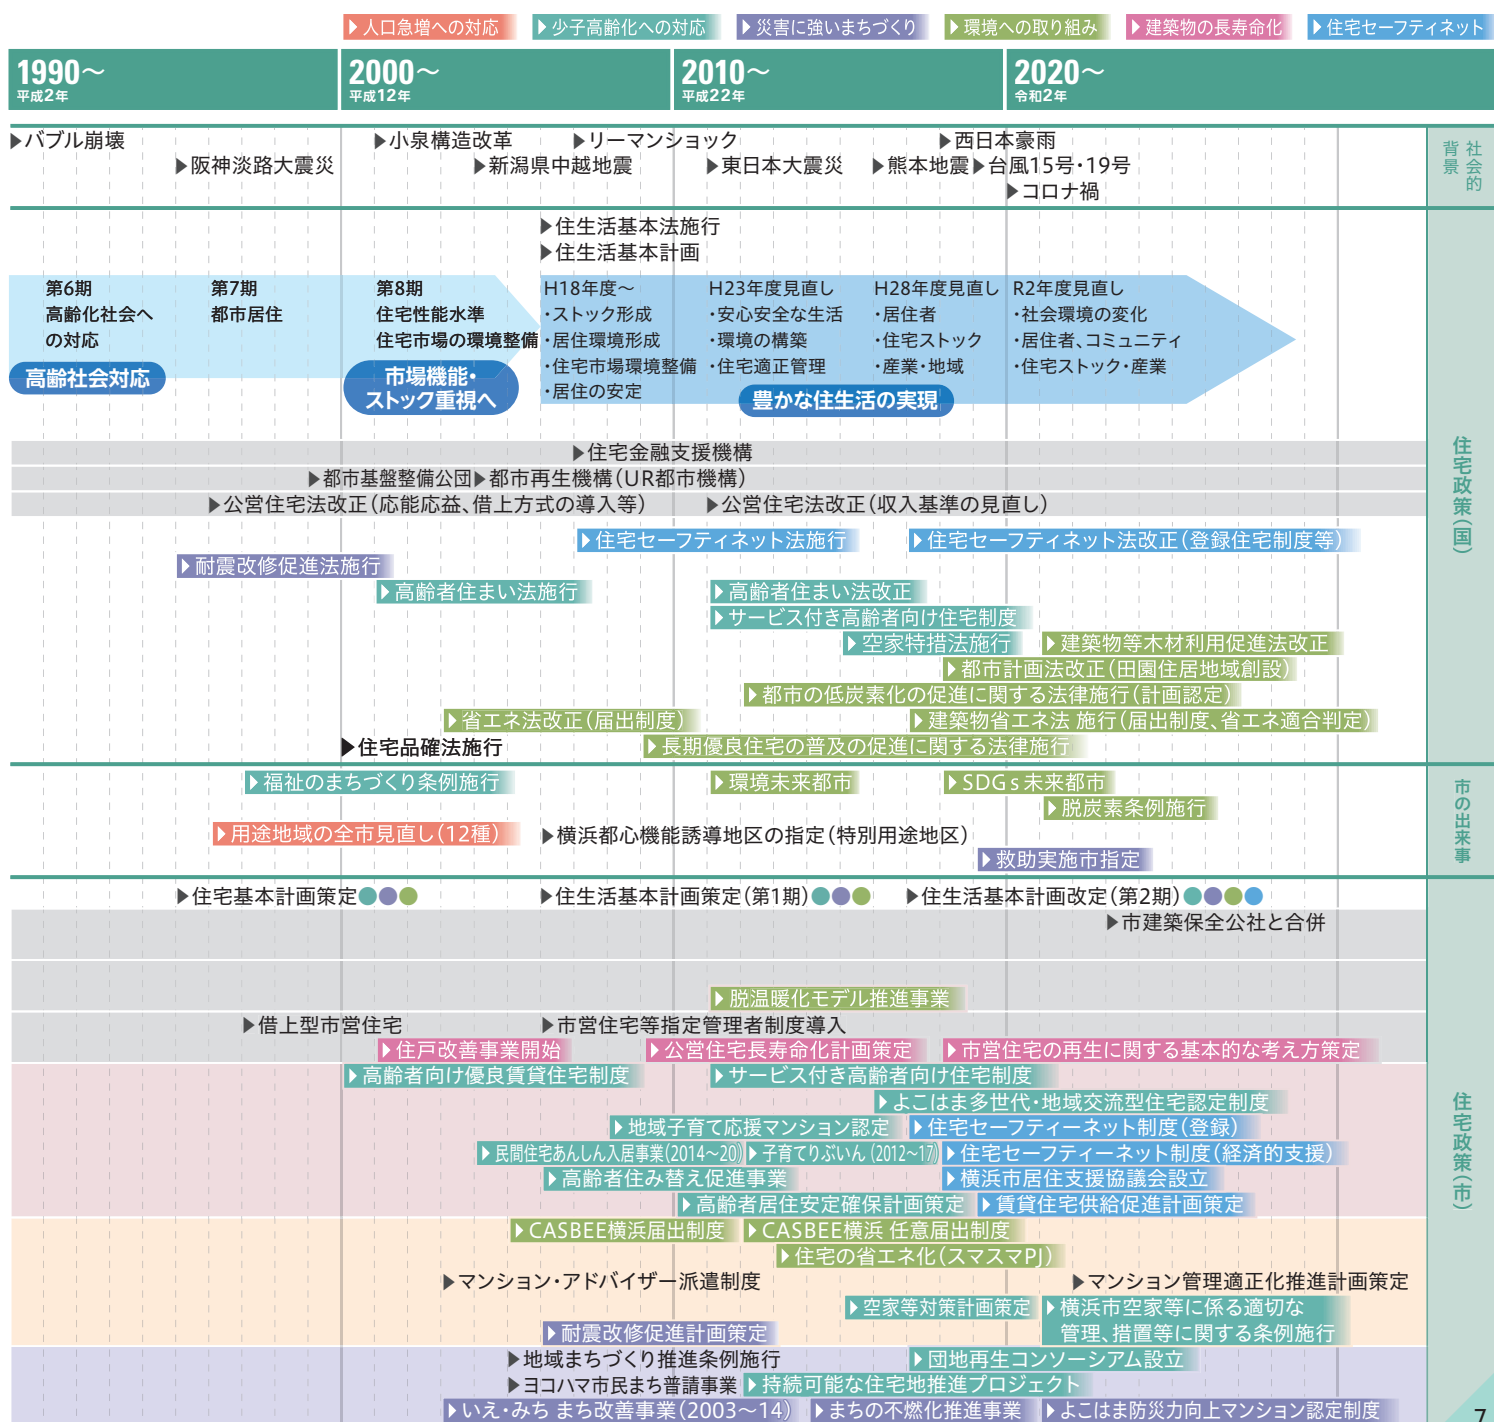 ▶人口急増への対応 ▶少子高齢化への対応 ▶災害に強いまちづくり ▶環境への取り組み ▶建築物の長寿命化 ▶住宅セーフティネット
1990～ 2000～ 2010～ 2020～
平成2年 平成12年 平成22年 令和2年
社会的背景
▶バブル崩壊 ▶小泉構造改革 ▶リーマンショック ▶西日本豪雨
▶阪神淡路大震災 ▶新潟県中越地震 ▶東日本大震災 ▶熊本地震 ▶台風15号・19号
▶コロナ禍
住宅政策（国）
▶住生活基本法施行
▶住生活基本計画
第6期 第7期 第8期 H18年度～ H23年度見直し H28年度見直し R2年度見直し
高齢化社会へ 都市居住 住宅性能水準 ・ストック形成 ・安心安全な生活 ・居住者 ・社会環境の変化
の対応 住宅市場の環境整備 ・居住環境形成 ・環境の構築 ・住宅ストック ・居住者、コミュニティ
・住宅市場環境整備 ・住宅適正管理 ・産業・地域 ・住宅ストック・産業
・居住の安定
高齢社会対応
市場機能・
ストック重視へ
豊かな住生活の実現
▶住宅金融支援機構
▶都市基盤整備公団 ▶都市再生機構（UR都市機構）
▶公営住宅法改正（応能応益、借上方式の導入等） ▶公営住宅法改正（収入基準の見直し）
▶住宅セーフティネット法施行 ▶住宅セーフティネット法改正（登録住宅制度等）
▶耐震改修促進法施行
▶高齢者住まい法施行 ▶高齢者住まい法改正
▶サービス付き高齢者向け住宅制度
▶空家特措法施行 ▶建築物等木材利用促進法改正
▶都市計画法改正（田園住居地域創設）
▶都市の低炭素化の促進に関する法律施行（計画認定）
▶省エネ法改正（届出制度） ▶建築物省エネ法 施行（届出制度、省エネ適合判定）
▶住宅品確法施行 ▶長期優良住宅の普及の促進に関する法律施行
市の出来事
▶福祉のまちづくり条例施行 ▶環境未来都市 ▶SDGs未来都市
▶脱炭素条例施行
▶用途地域の全市見直し（12種） ▶横浜都心機能誘導地区の指定（特別用途地区）
▶救助実施市指定
住宅政策（市）
▶住宅基本計画策定●●● ▶住生活基本計画策定（第1期）●●● ▶住生活基本計画改定（第2期）●●●●
▶市建築保全公社と合併
▶脱温暖化モデル推進事業
▶借上型市営住宅 ▶市営住宅等指定管理者制度導入
▶住戸改善事業開始 ▶公営住宅長寿命化計画策定 ▶市営住宅の再生に関する基本的な考え方策定
▶高齢者向け優良賃貸住宅制度 ▶サービス付き高齢者向け住宅制度
▶よこはま多世代・地域交流型住宅認定制度
▶地域子育て応援マンション認定 ▶住宅セーフティーネット制度（登録）
▶民間住宅あんしん入居事業（2014～20） ▶子育てりぶいん（2012～17） ▶住宅セーフティーネット制度（経済的支援）
▶高齢者住み替え促進事業 ▶横浜市居住支援協議会設立
▶高齢者居住安定確保計画策定 ▶賃貸住宅供給促進計画策定
▶CASBEE横浜届出制度 ▶CASBEE横浜 任意届出制度
▶住宅の省エネ化（スマスマPJ）
▶マンション・アドバイザー派遣制度 ▶マンション管理適正化推進計画策定
▶空家等対策計画策定 ▶横浜市空家等に係る適切な
管理、措置等に関する条例施行
▶耐震改修促進計画策定
▶地域まちづくり推進条例施行 ▶団地再生コンソーシアム設立
▶ヨコハマ市民まち普請事業 ▶持続可能な住宅地推進プロジェクト
▶いえ・みち まち改善事業（2003～14） ▶まちの不燃化推進事業 ▶よこはま防災力向上マンション認定制度
7